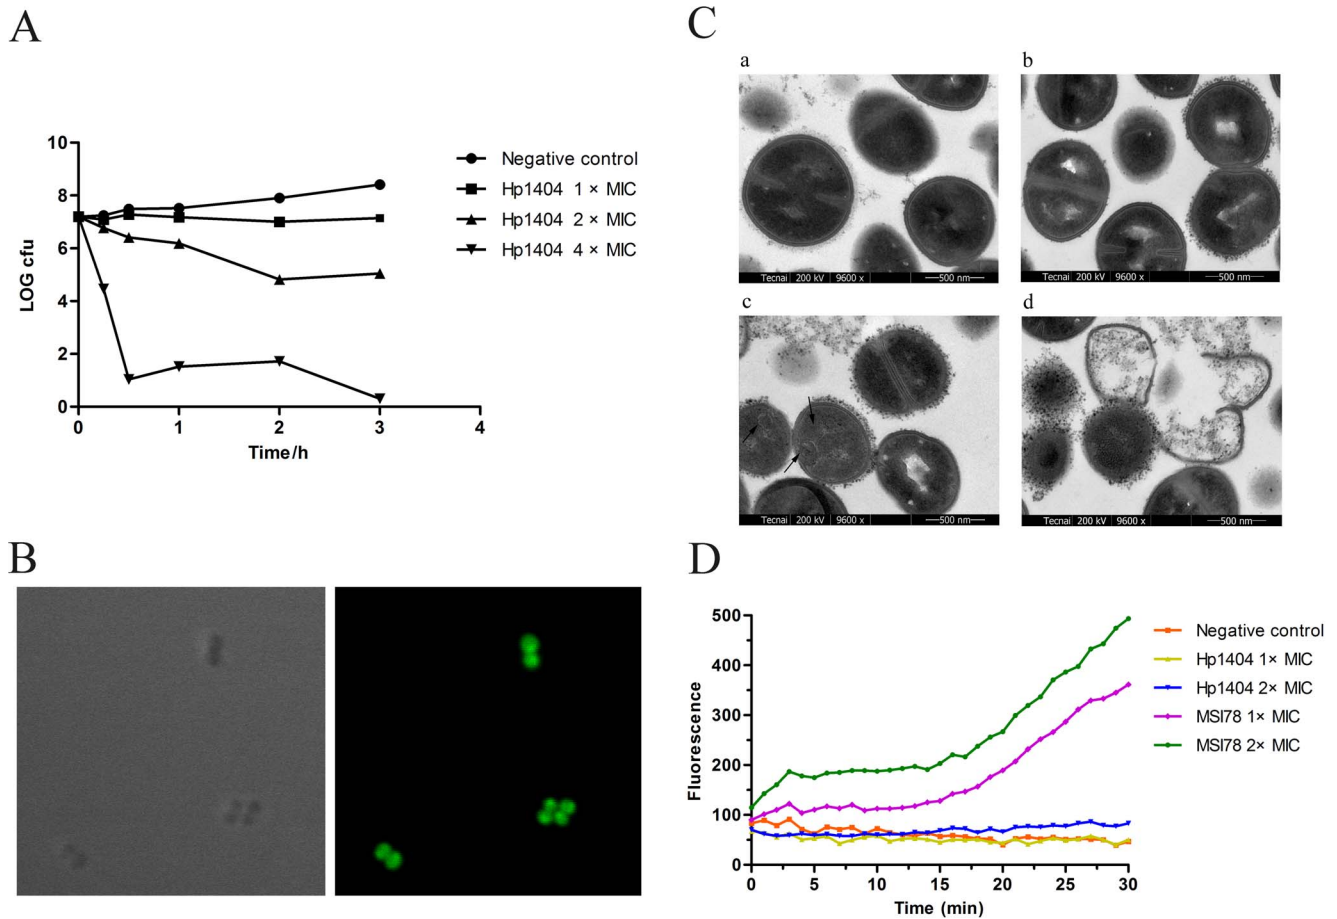 A
10
8
6
4
2
0
LOG cfu
0 1 2 3 4
Time/h
Negative control
Hp1404 1 × MIC
Hp1404 2 × MIC
Hp1404 4 × MIC
B
C
a
Tecnai 200 kV 9600 x 500 nm
b
Tecnai 200 kV 9600 x 500 nm
c
Tecnai 200 kV 9600 x 500 nm
d
Tecnai 200 kV 9600 x 500 nm
D
500
400
300
200
100
0
Fluorescence
0 5 10 15 20 25 30
Time (min)
Negative control
Hp1404 1× MIC
Hp1404 2× MIC
MSI78 1× MIC
MSI78 2× MIC